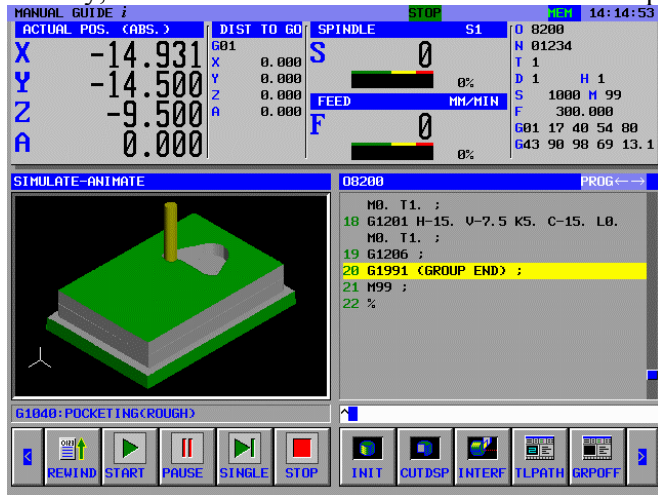 MANUAL GUIDE i STOP MEM 14:14:53
ACTUAL POS. (ABS.) DIST TO GO SPINDLE S1 O 8200
X -14.931 G01 S 0 N 01234
Y -14.500 X 0.000 T 1
Z -9.500 Y 0.000 0% D 1 H 1
A 0.000 Z 0.000 FEED MM/MIN S 1000 M 99
A 0.000 F 0 F 300.000
0% G01 17 40 54 80
G43 90 98 69 13.1
SIMULATE-ANIMATE
O8200 PROG←→
M0. T1. ;
18 G1201 H-15. V-7.5 K5. C-15. L0.
M0. T1. ;
19 G1206 ;
20 G1991 (GROUP END) ;
21 M99 ;
22 %
G1040:POCKETING(ROUGH)
^
< REWIND START PAUSE SINGLE STOP INIT CUTDSP INTERF TLPATH GRPOFF >